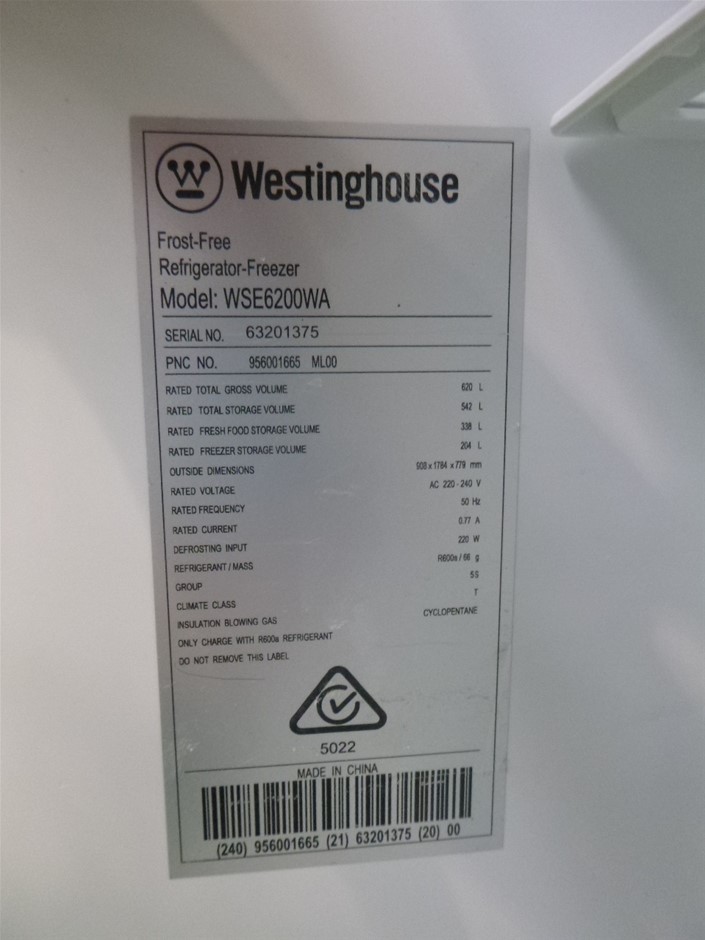 Westinghouse
Frost-Free
Refrigerator-Freezer
Model: WSE6200WA
SERIAL NO. 63201375
PNC NO. 956001665 ML00
RATED TOTAL GROSS VOLUME 620 L
RATED TOTAL STORAGE VOLUME 542 L
RATED FRESH FOOD STORAGE VOLUME 338 L
RATED FREEZER STORAGE VOLUME 204 L
OUTSIDE DIMENSIONS 908 x 1784 x 779 mm
RATED VOLTAGE AC 220 - 240 V
RATED FREQUENCY 50 Hz
RATED CURRENT 0.77 A
DEFROSTING INPUT 220 W
REFRIGERANT / MASS R600a / 66 g
GROUP SS
CLIMATE CLASS T
INSULATION BLOWING GAS CYCLOPENTANE
ONLY CHARGE WITH R600a REFRIGERANT
DO NOT REMOVE THIS LABEL
5022
MADE IN CHINA
(240) 956001665 (21) 63201375 (20) 00